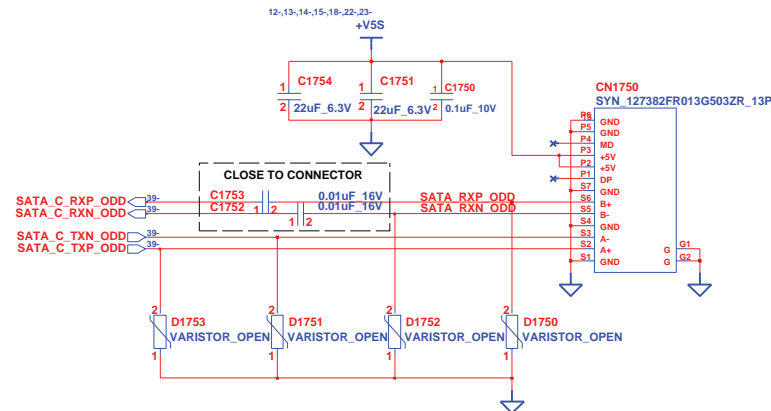 12-,13-,14-,15-,18-,22-,23-
+V5S
C1754
1
2
22uF_6.3V
C1751
1
2
22uF_6.3V
C1750
1
2
0.1uF_10V
CN1750
SYN_127382FR013G503ZR_13P
P6
GND
P5
GND
P4
MD
P3
+5V
P2
+5V
P1
DP
S7
GND
S6
B+
S5
B-
S4
GND
S3
A-
S2
A+
S1
GND
G
G1
G
G2
CLOSE TO CONNECTOR
SATA_C_RXP_ODD
39-
C1753
1
2
0.01uF_16V
SATA_RXP_ODD
SATA_C_RXN_ODD
39-
C1752
1
2
0.01uF_16V
SATA_RXN_ODD
SATA_C_TXN_ODD
39-
SATA_C_TXP_ODD
39-
2
D1753
VARISTOR_OPEN
1
2
D1751
VARISTOR_OPEN
1
2
D1752
VARISTOR_OPEN
1
2
D1750
VARISTOR_OPEN
1